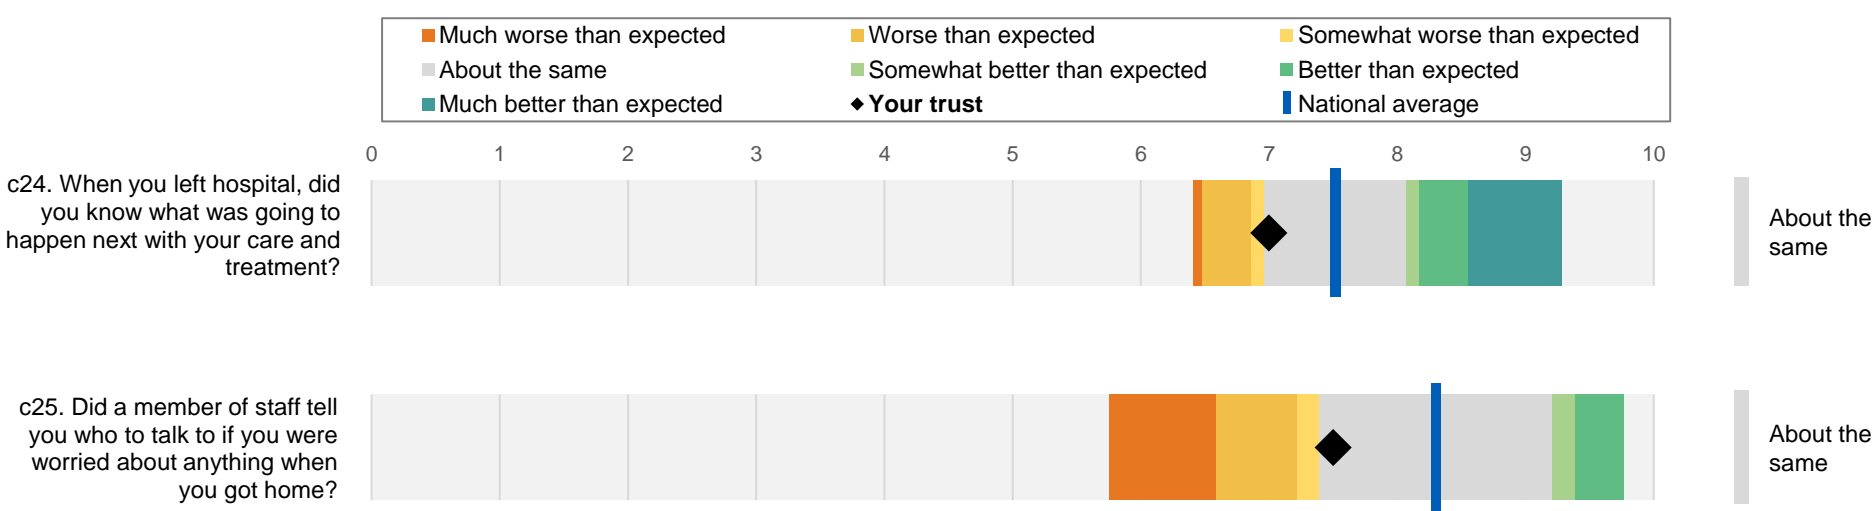 Much worse than expected
Worse than expected
Somewhat worse than expected
About the same
Somewhat better than expected
Better than expected
Much better than expected
Your trust
National average
0 1 2 3 4 5 6 7 8 9 10
c24. When you left hospital, did
you know what was going to
happen next with your care and
treatment?
About the
same
c25. Did a member of staff tell
you who to talk to if you were
worried about anything when
you got home?
About the
same